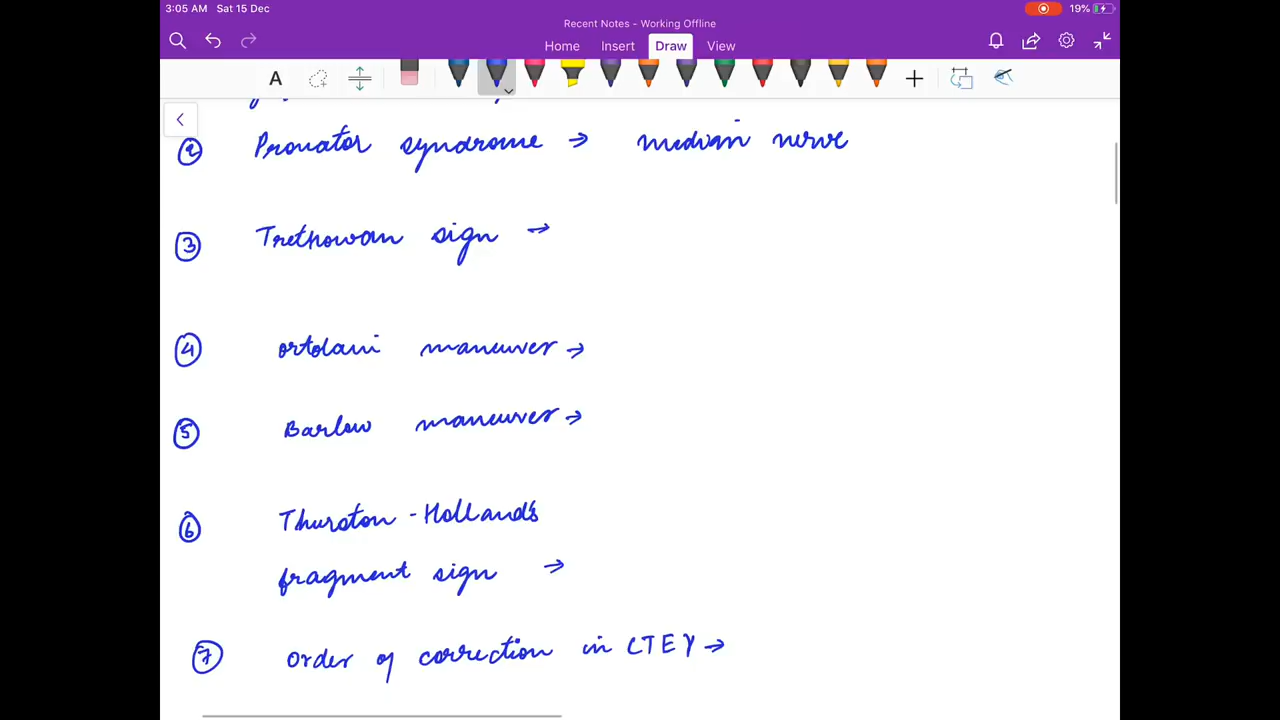 3:05 AM Sat 15 Dec
19%
Recent Notes - Working Offline
Home Insert Draw View
A
② Pronator syndrome → median nerve
③ Trethowan sign →
④ ortolani maneuver →
⑤ Barlow maneuver →
⑥ Thurston - Holland's
fragment sign →
⑦ order of correction in CTEV →